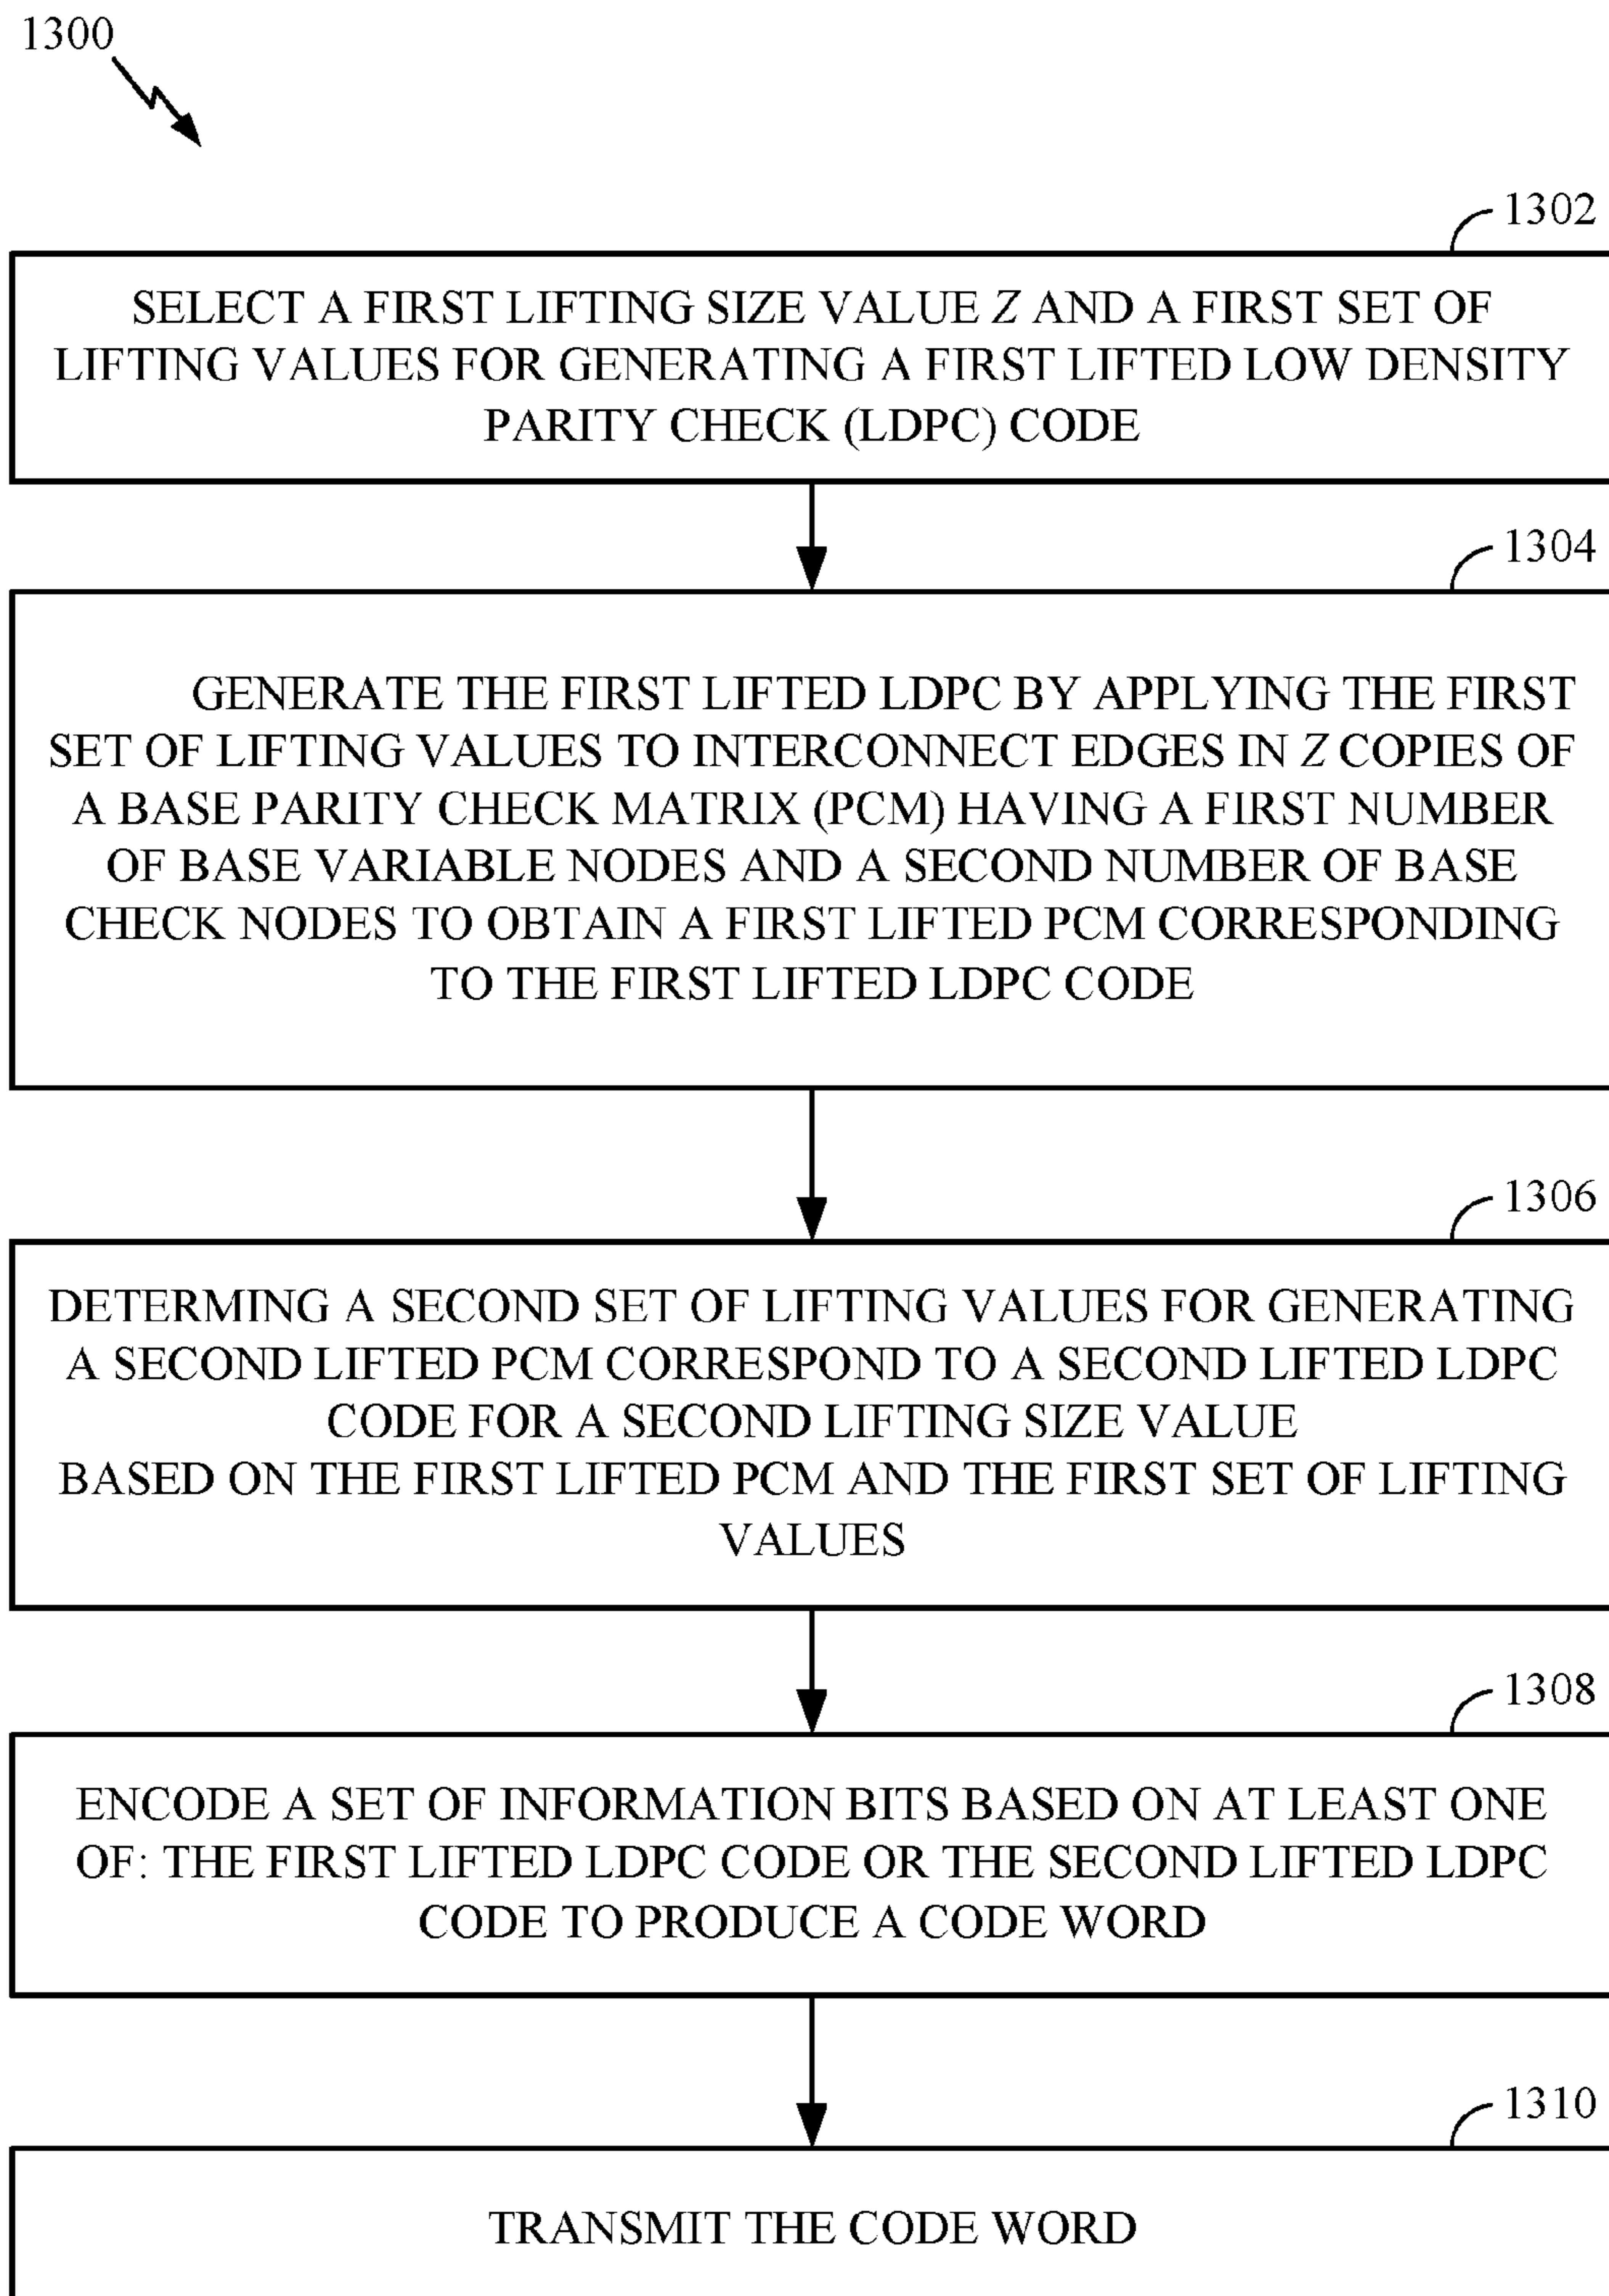 1300
1302
SELECT A FIRST LIFTING SIZE VALUE Z AND A FIRST SET OF
LIFTING VALUES FOR GENERATING A FIRST LIFTED LOW DENSITY
PARITY CHECK (LDPC) CODE
1304
GENERATE THE FIRST LIFTED LDPC BY APPLYING THE FIRST
SET OF LIFTING VALUES TO INTERCONNECT EDGES IN Z COPIES OF
A BASE PARITY CHECK MATRIX (PCM) HAVING A FIRST NUMBER
OF BASE VARIABLE NODES AND A SECOND NUMBER OF BASE
CHECK NODES TO OBTAIN A FIRST LIFTED PCM CORRESPONDING
TO THE FIRST LIFTED LDPC CODE
1306
DETERMING A SECOND SET OF LIFTING VALUES FOR GENERATING
A SECOND LIFTED PCM CORRESPOND TO A SECOND LIFTED LDPC
CODE FOR A SECOND LIFTING SIZE VALUE
BASED ON THE FIRST LIFTED PCM AND THE FIRST SET OF LIFTING
VALUES
1308
ENCODE A SET OF INFORMATION BITS BASED ON AT LEAST ONE
OF: THE FIRST LIFTED LDPC CODE OR THE SECOND LIFTED LDPC
CODE TO PRODUCE A CODE WORD
1310
TRANSMIT THE CODE WORD